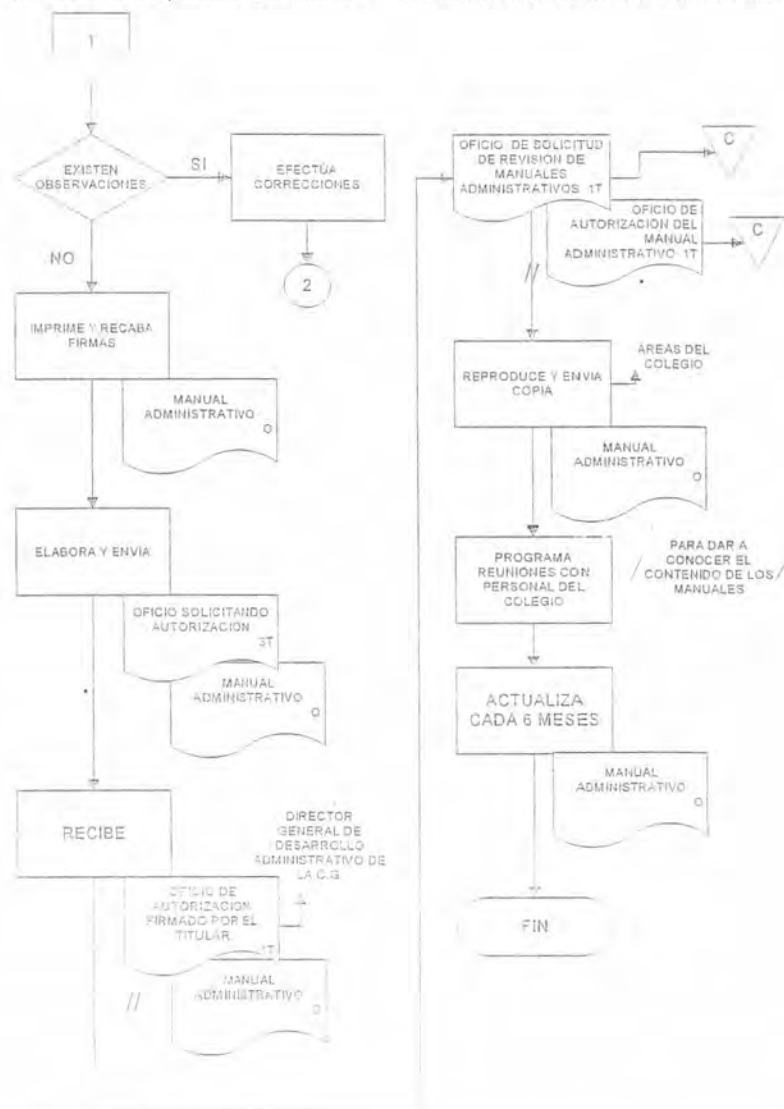 1
EXISTEN
OBSERVACIONES
SI
EFECTÚA
CORRECCIONES
2
NO
IMPRIME Y RECABA
FIRMAS
MANUAL
ADMINISTRATIVO
O
ELABORA Y ENVIA
OFICIO SOLICITANDO
AUTORIZACION
3T
MANUAL
ADMINISTRATIVO
O
RECIBE
DIRECTOR
GENERAL DE
DESARROLLO
ADMINISTRATIVO DE
LA C.G.
OFICIO DE
AUTORIZACION
FIRMADO POR EL
TITULAR
1T
//
MANUAL
ADMINISTRATIVO
O
OFICIO DE SOLICITUD
DE REVISION DE
MANUALES
ADMINISTRATIVOS 1T
C
OFICIO DE
AUTORIZACIÓN DEL
MANUAL
ADMINISTRATIVO 1T
C
//
REPRODUCE Y ENVIA
COPIA
AREAS DEL
COLEGIO
MANUAL
ADMINISTRATIVO
O
PROGRAMA
REUNIONES CON
PERSONAL DEL
COLEGIO
/ PARA DAR A
CONOCER EL
CONTENIDO DE LOS /
MANUALES
ACTUALIZA
CADA 6 MESES
MANUAL
ADMINISTRATIVO
O
FIN